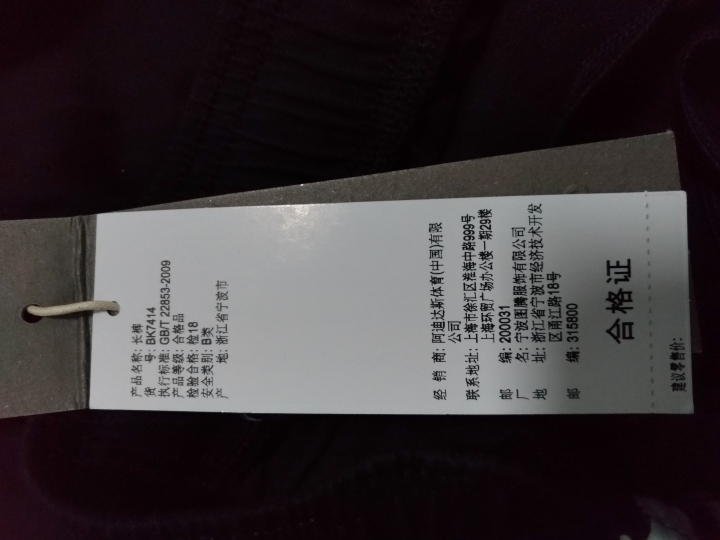 产品名称: 长裤
货 号: BK7414
执行标准: GB/T 22853-2009
产品等级: 合格品
检验合格: 检18
安全类别: B类
产 地: 浙江省宁波市
经 销 商: 阿迪达斯体育(中国)有限
公司
联系地址: 上海市徐汇区淮海中路999号
上海环贸广场办公楼一期29楼
邮 编: 200031
厂 名: 宁波图腾服饰有限公司
地 址: 浙江省宁波市经济技术开发
区甬江路18号
邮 编: 315800
合格证
建议零售价: